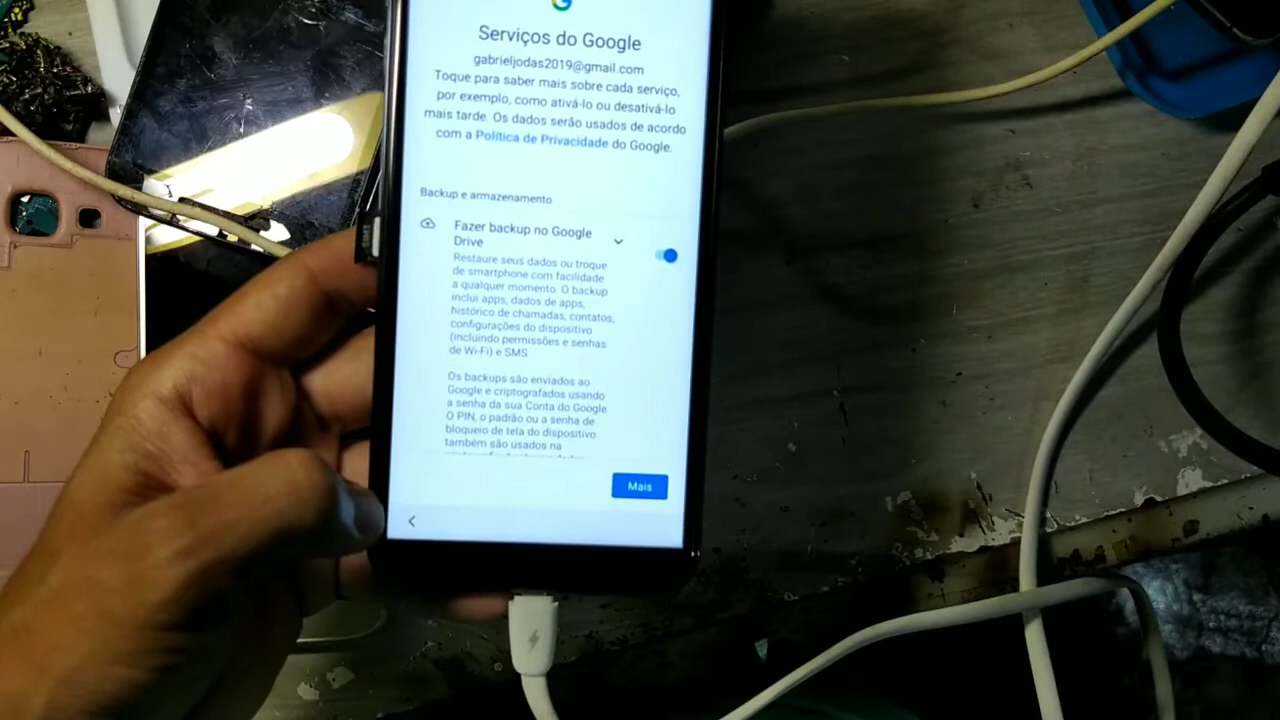 Serviços do Google
gabrieljodas2019@gmail.com
Toque para saber mais sobre cada serviço,
por exemplo, como ativá-lo ou desativá-lo
mais tarde. Os dados serão usados de acordo
com a Política de Privacidade do Google.
Backup e armazenamento
Fazer backup no Google
Drive
Restaure seus dados ou troque
de smartphone com facilidade
a qualquer momento. O backup
inclui apps, dados de apps,
histórico de chamadas, contatos,
configurações do dispositivo
(incluindo permissões e senhas
de Wi-Fi) e SMS
Os backups são enviados ao
Google e criptografados usando
a senha da sua Conta do Google
O PIN, o padrão ou a senha de
bloqueio de tela do dispositivo
também são usados na
Mais